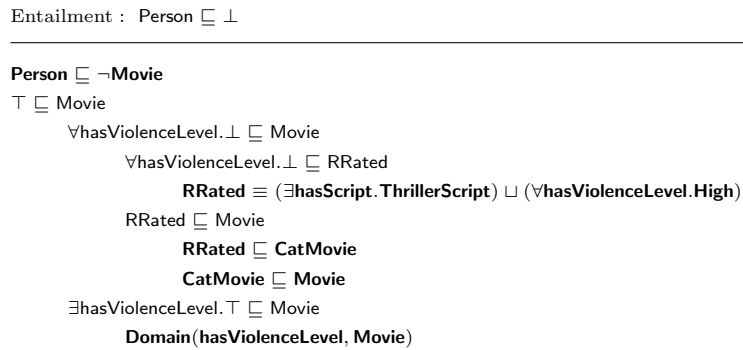 Entailment : Person ⊑ ⊥
Person ⊑ ¬Movie
⊤ ⊑ Movie
∀hasViolenceLevel.⊥ ⊑ Movie
∀hasViolenceLevel.⊥ ⊑ RRated
RRated ≡ (∃hasScript.ThrillerScript) ⊔ (∀hasViolenceLevel.High)
RRated ⊑ Movie
RRated ⊑ CatMovie
CatMovie ⊑ Movie
∃hasViolenceLevel.⊤ ⊑ Movie
Domain(hasViolenceLevel, Movie)